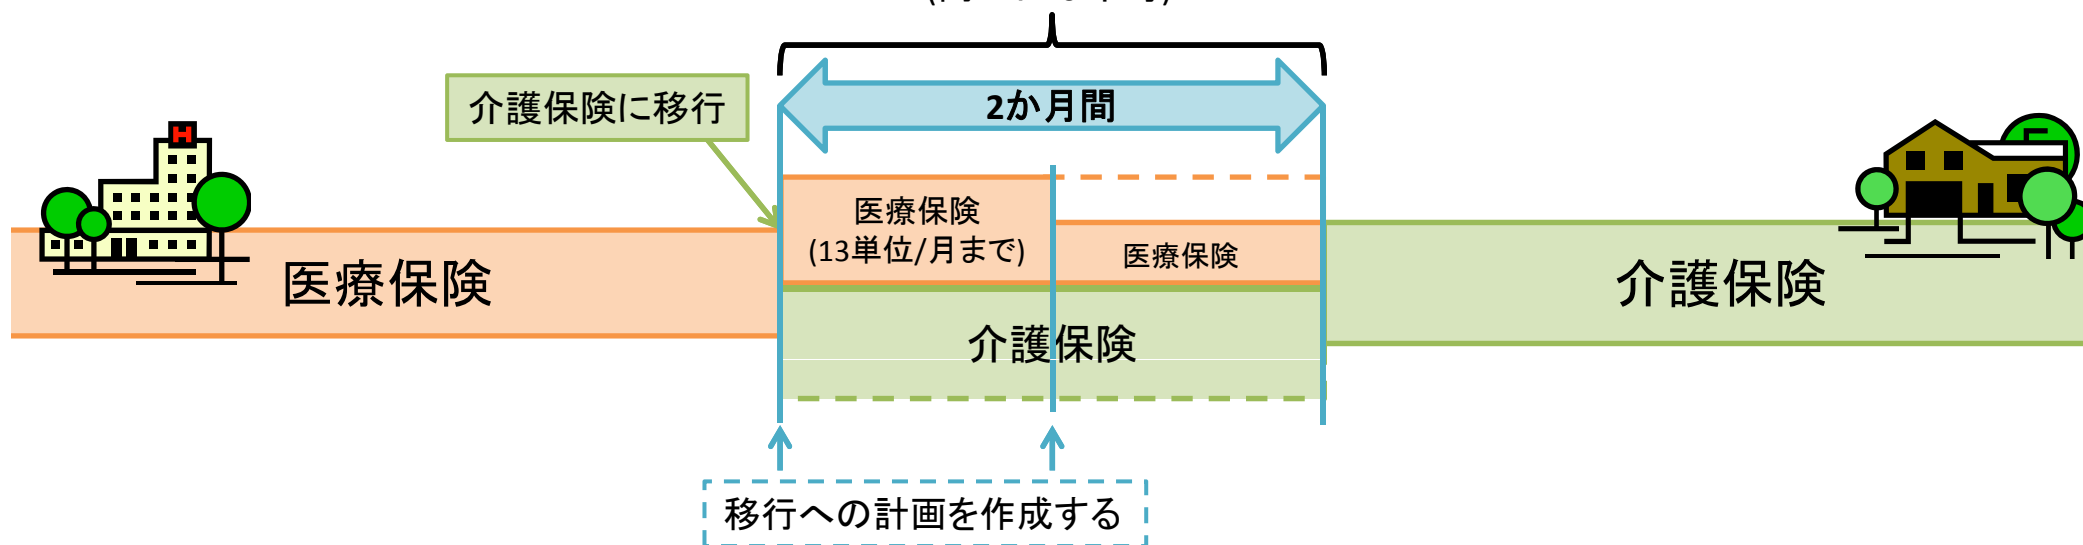 介護保険に移行
2か月間
H
医療保険
(13単位/月まで)
医療保険
医療保険
介護保険
介護保険
移行への計画を作成する